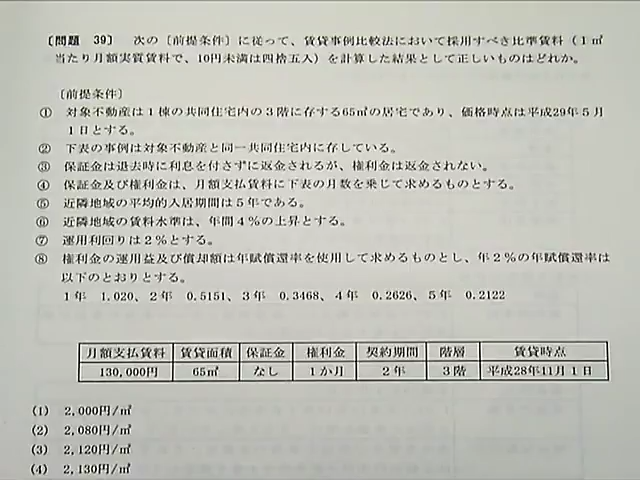 〔問題 39〕 次の〔前提条件〕に従って、賃貸事例比較法において採用すべき比準賃料（１㎡
当たり月額実質賃料で、10円未満は四捨五入）を計算した結果として正しいものはどれか。
〔前提条件〕
① 対象不動産は１棟の共同住宅内の３階に存する65㎡の居宅であり、価格時点は平成29年５月
１日とする。
② 下表の事例は対象不動産と同一共同住宅内に存している。
③ 保証金は退去時に利息を付さずに返金されるが、権利金は返金されない。
④ 保証金及び権利金は、月額支払賃料に下表の月数を乗じて求めるものとする。
⑤ 近隣地域の平均的入居期間は５年である。
⑥ 近隣地域の賃料水準は、年間４％の上昇とする。
⑦ 運用利回りは２％とする。
⑧ 権利金の運用益及び償却額は年賦償還率を使用して求めるものとし、年２％の年賦償還率は
以下のとおりとする。
１年 1.020、２年 0.5151、３年 0.3468、４年 0.2626、５年 0.2122
月額支払賃料 賃貸面積 保証金 権利金 契約期間 階層 賃貸時点
130,000円 65㎡ なし １か月 ２年 ３階 平成28年11月１日
(1) 2,000円/㎡
(2) 2,080円/㎡
(3) 2,120円/㎡
(4) 2,130円/㎡